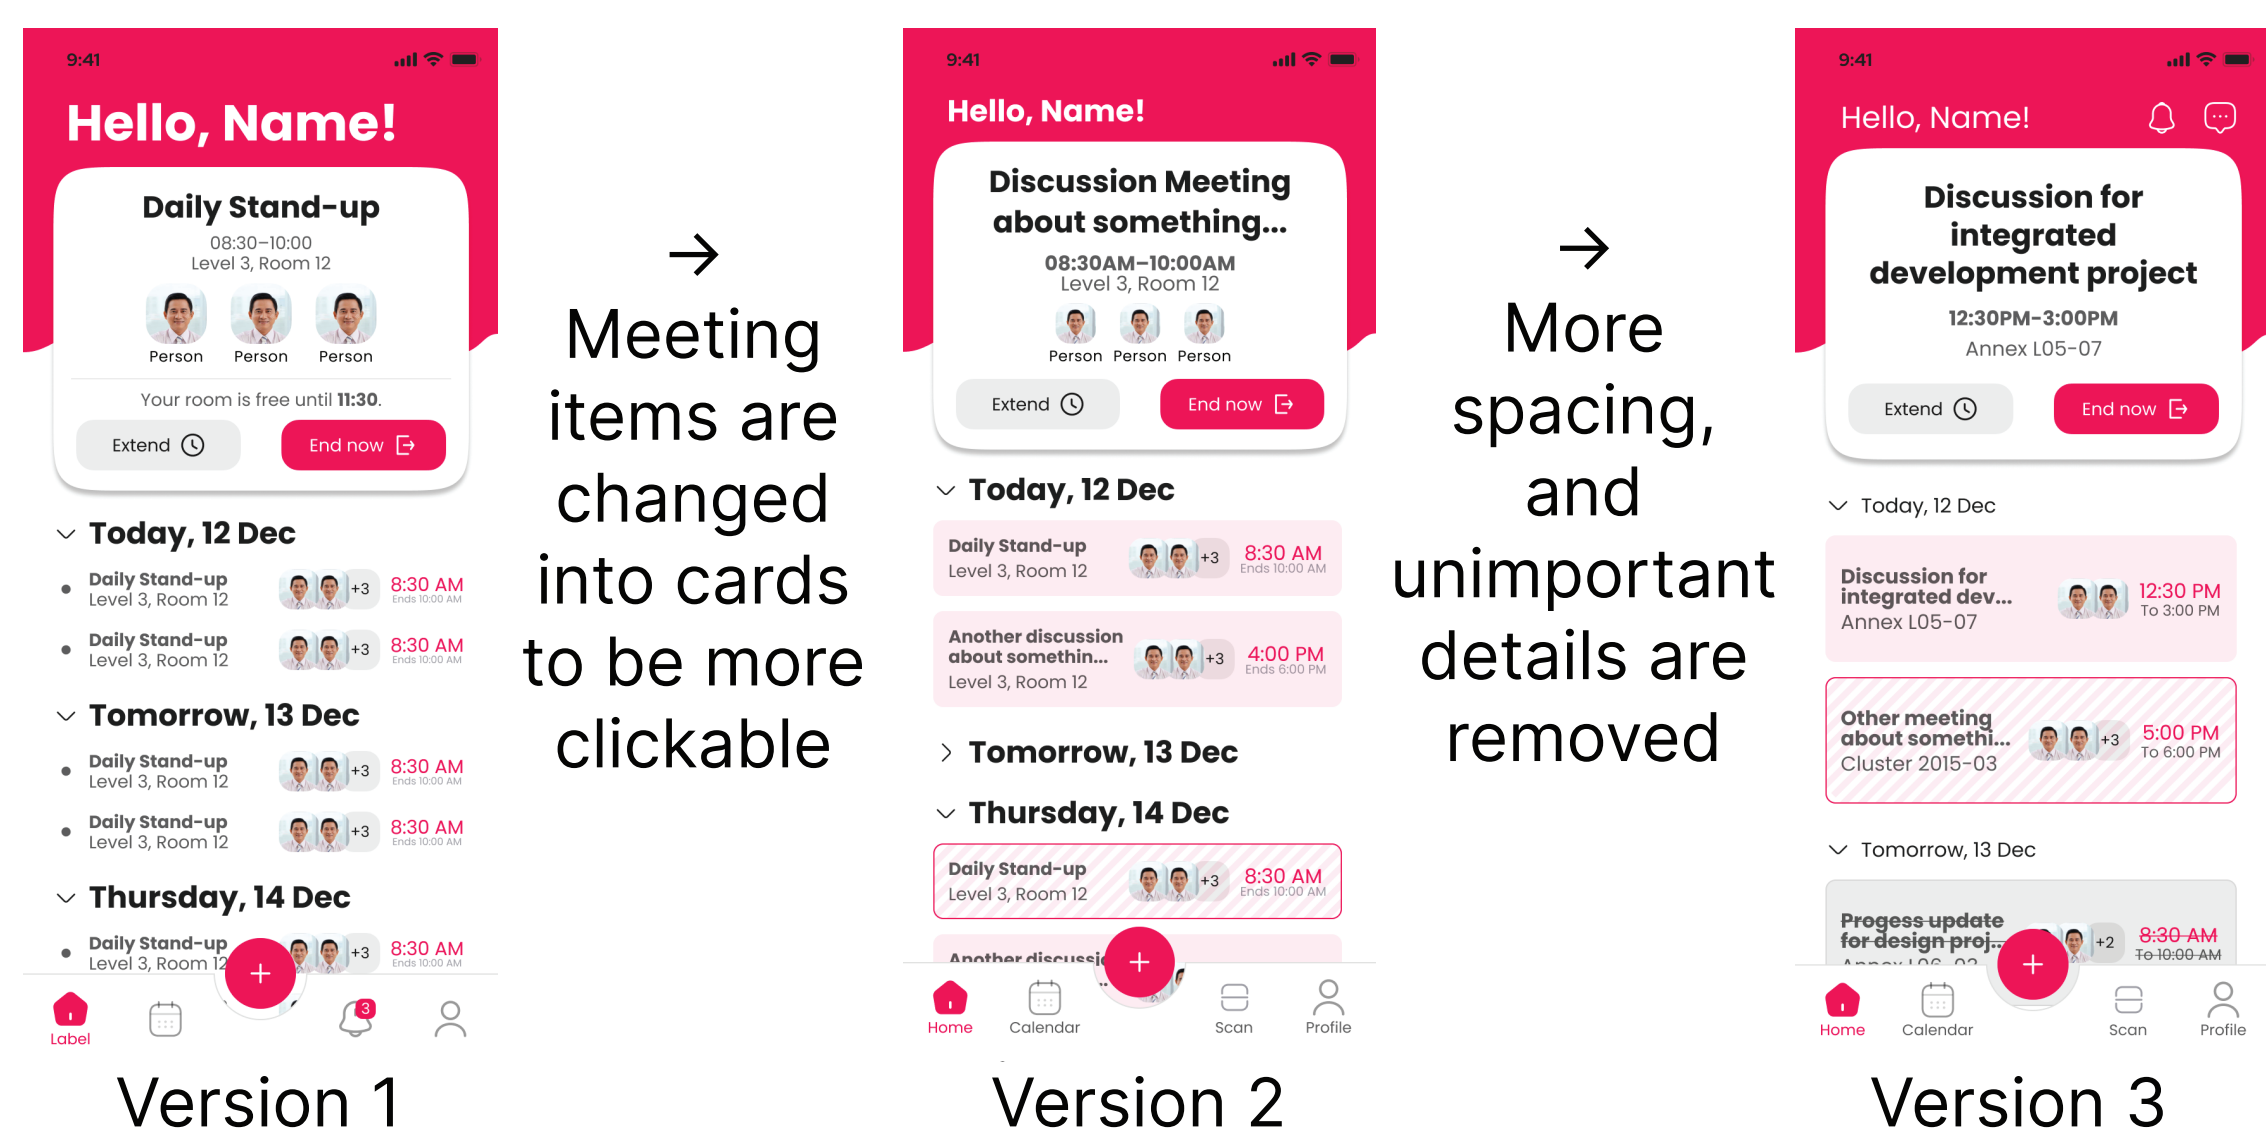 9:41
Hello, Name!
Daily Stand-up
08:30–10:00
Level 3, Room 12
Person Person Person
Your room is free until 11:30.
Extend End now
Today, 12 Dec
Daily Stand-up
Level 3, Room 12
+3
8:30 AM
Ends 10:00 AM
Daily Stand-up
Level 3, Room 12
+3
8:30 AM
Ends 10:00 AM
Tomorrow, 13 Dec
Daily Stand-up
Level 3, Room 12
+3
8:30 AM
Ends 10:00 AM
Daily Stand-up
Level 3, Room 12
+3
8:30 AM
Ends 10:00 AM
Thursday, 14 Dec
Daily Stand-up
Level 3, Room 12
+3
8:30 AM
Ends 10:00 AM
3
Label
Version 1
→
Meeting
items are
changed
into cards
to be more
clickable
9:41
Hello, Name!
Discussion Meeting
about something...
08:30AM–10:00AM
Level 3, Room 12
Person Person Person
Extend End now
Today, 12 Dec
Daily Stand-up
Level 3, Room 12
+3
8:30 AM
Ends 10:00 AM
Another discussion
about somethin...
Level 3, Room 12
+3
4:00 PM
Ends 6:00 PM
Tomorrow, 13 Dec
Thursday, 14 Dec
Daily Stand-up
Level 3, Room 12
+3
8:30 AM
Ends 10:00 AM
Another
Home Calendar Scan Profile
Version 2
→
More
spacing,
and
unimportant
details are
removed
9:41
Hello, Name!
Discussion for
integrated
development project
12:30PM-3:00PM
Annex L05-07
Extend End now
Today, 12 Dec
Discussion for
integrated dev...
Annex L05-07
12:30 PM
To 3:00 PM
Other meeting
about somethi...
Cluster 2015-03
+3
5:00 PM
To 6:00 PM
Tomorrow, 13 Dec
Progess update
for design proj...
+2
8:30 AM
To 10:00 AM
Home Calendar Scan Profile
Version 3